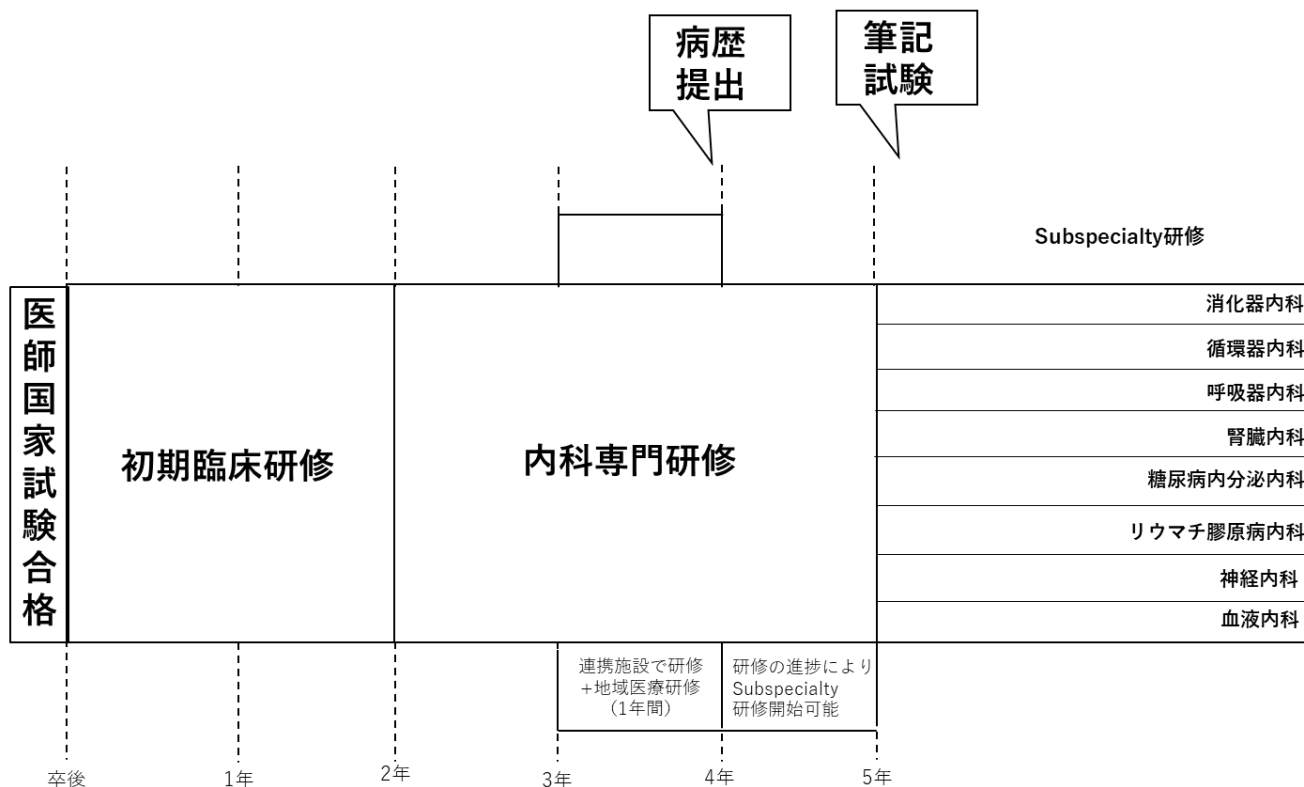 病歴
提出
筆記
試験
Subspecialty研修
医師国家試験合格
初期臨床研修
内科専門研修
消化器内科
循環器内科
呼吸器内科
腎臓内科
糖尿病内分泌内科
リウマチ膠原病内科
神経内科
血液内科
連携施設で研修
+地域医療研修
（1年間）
研修の進捗により
Subspecialty
研修開始可能
卒後
1年
2年
3年
4年
5年